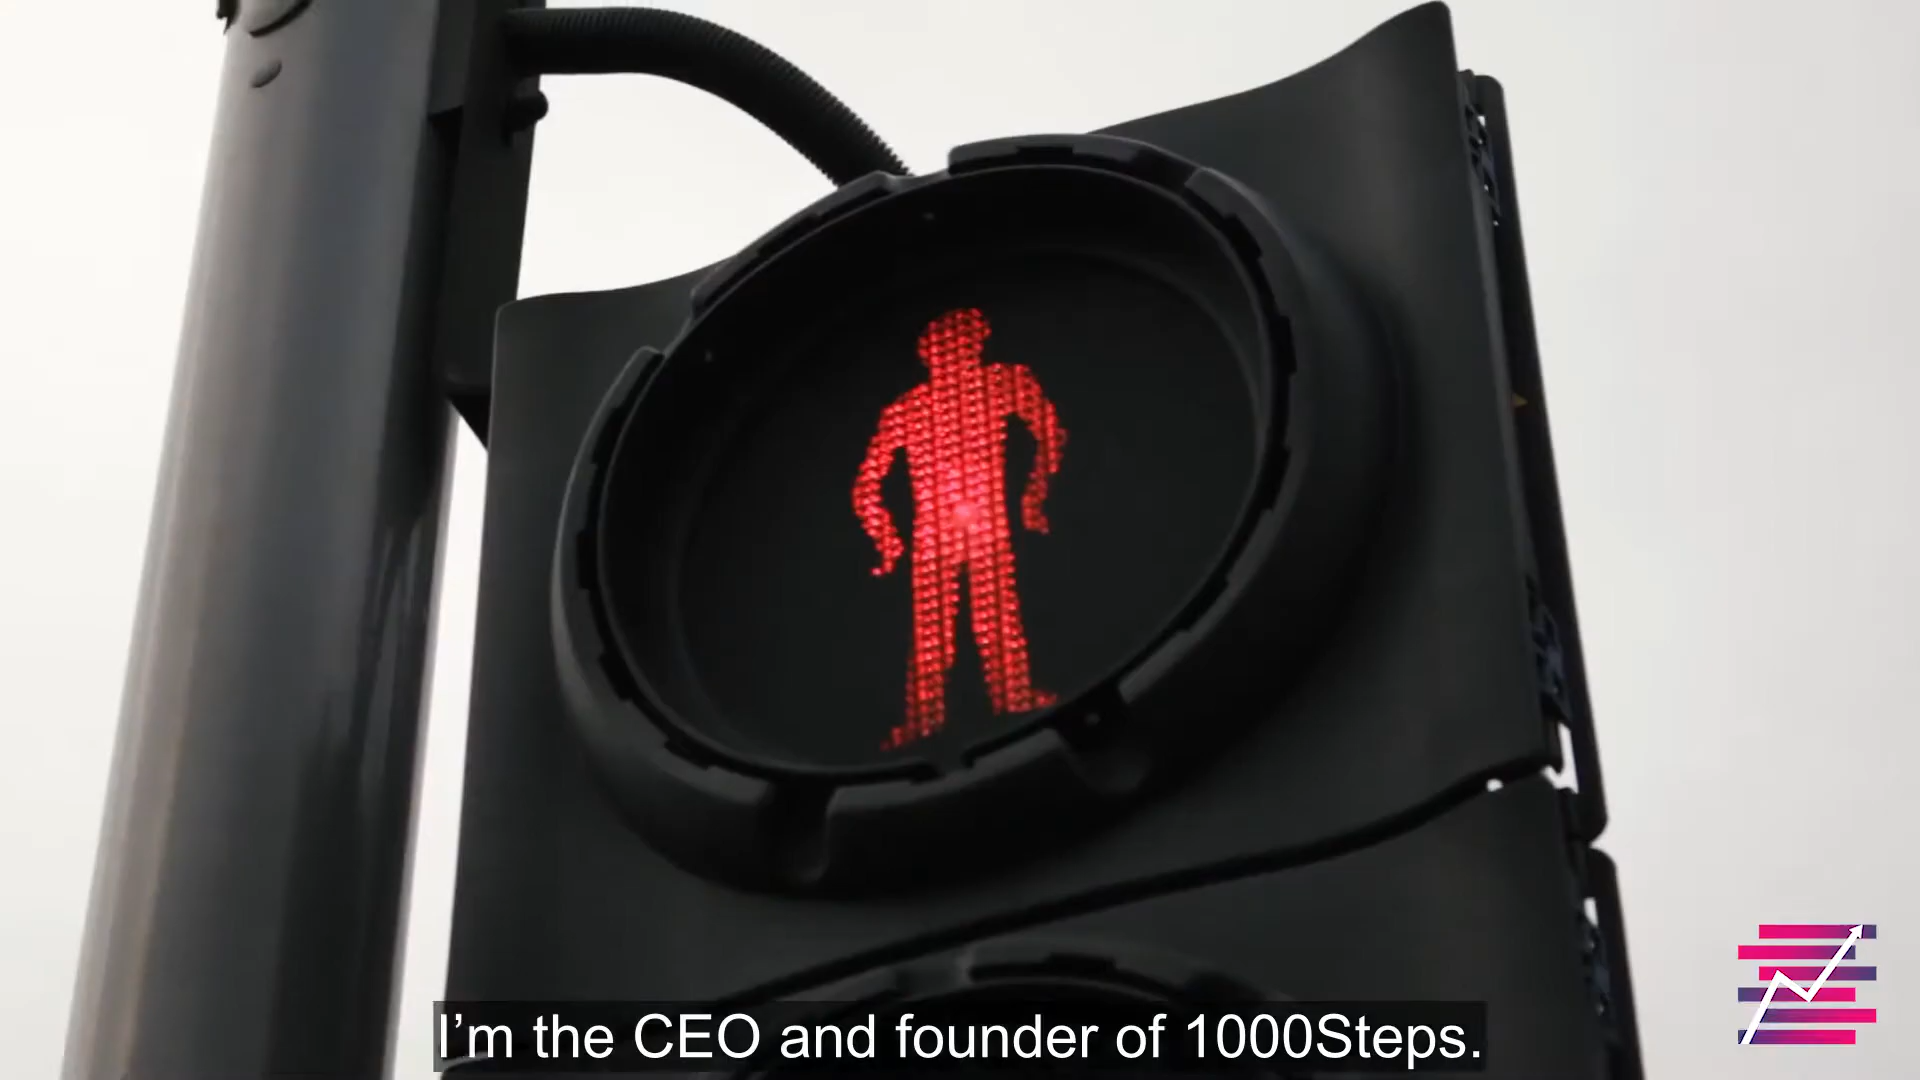 I’m the CEO and founder of 1000Steps.